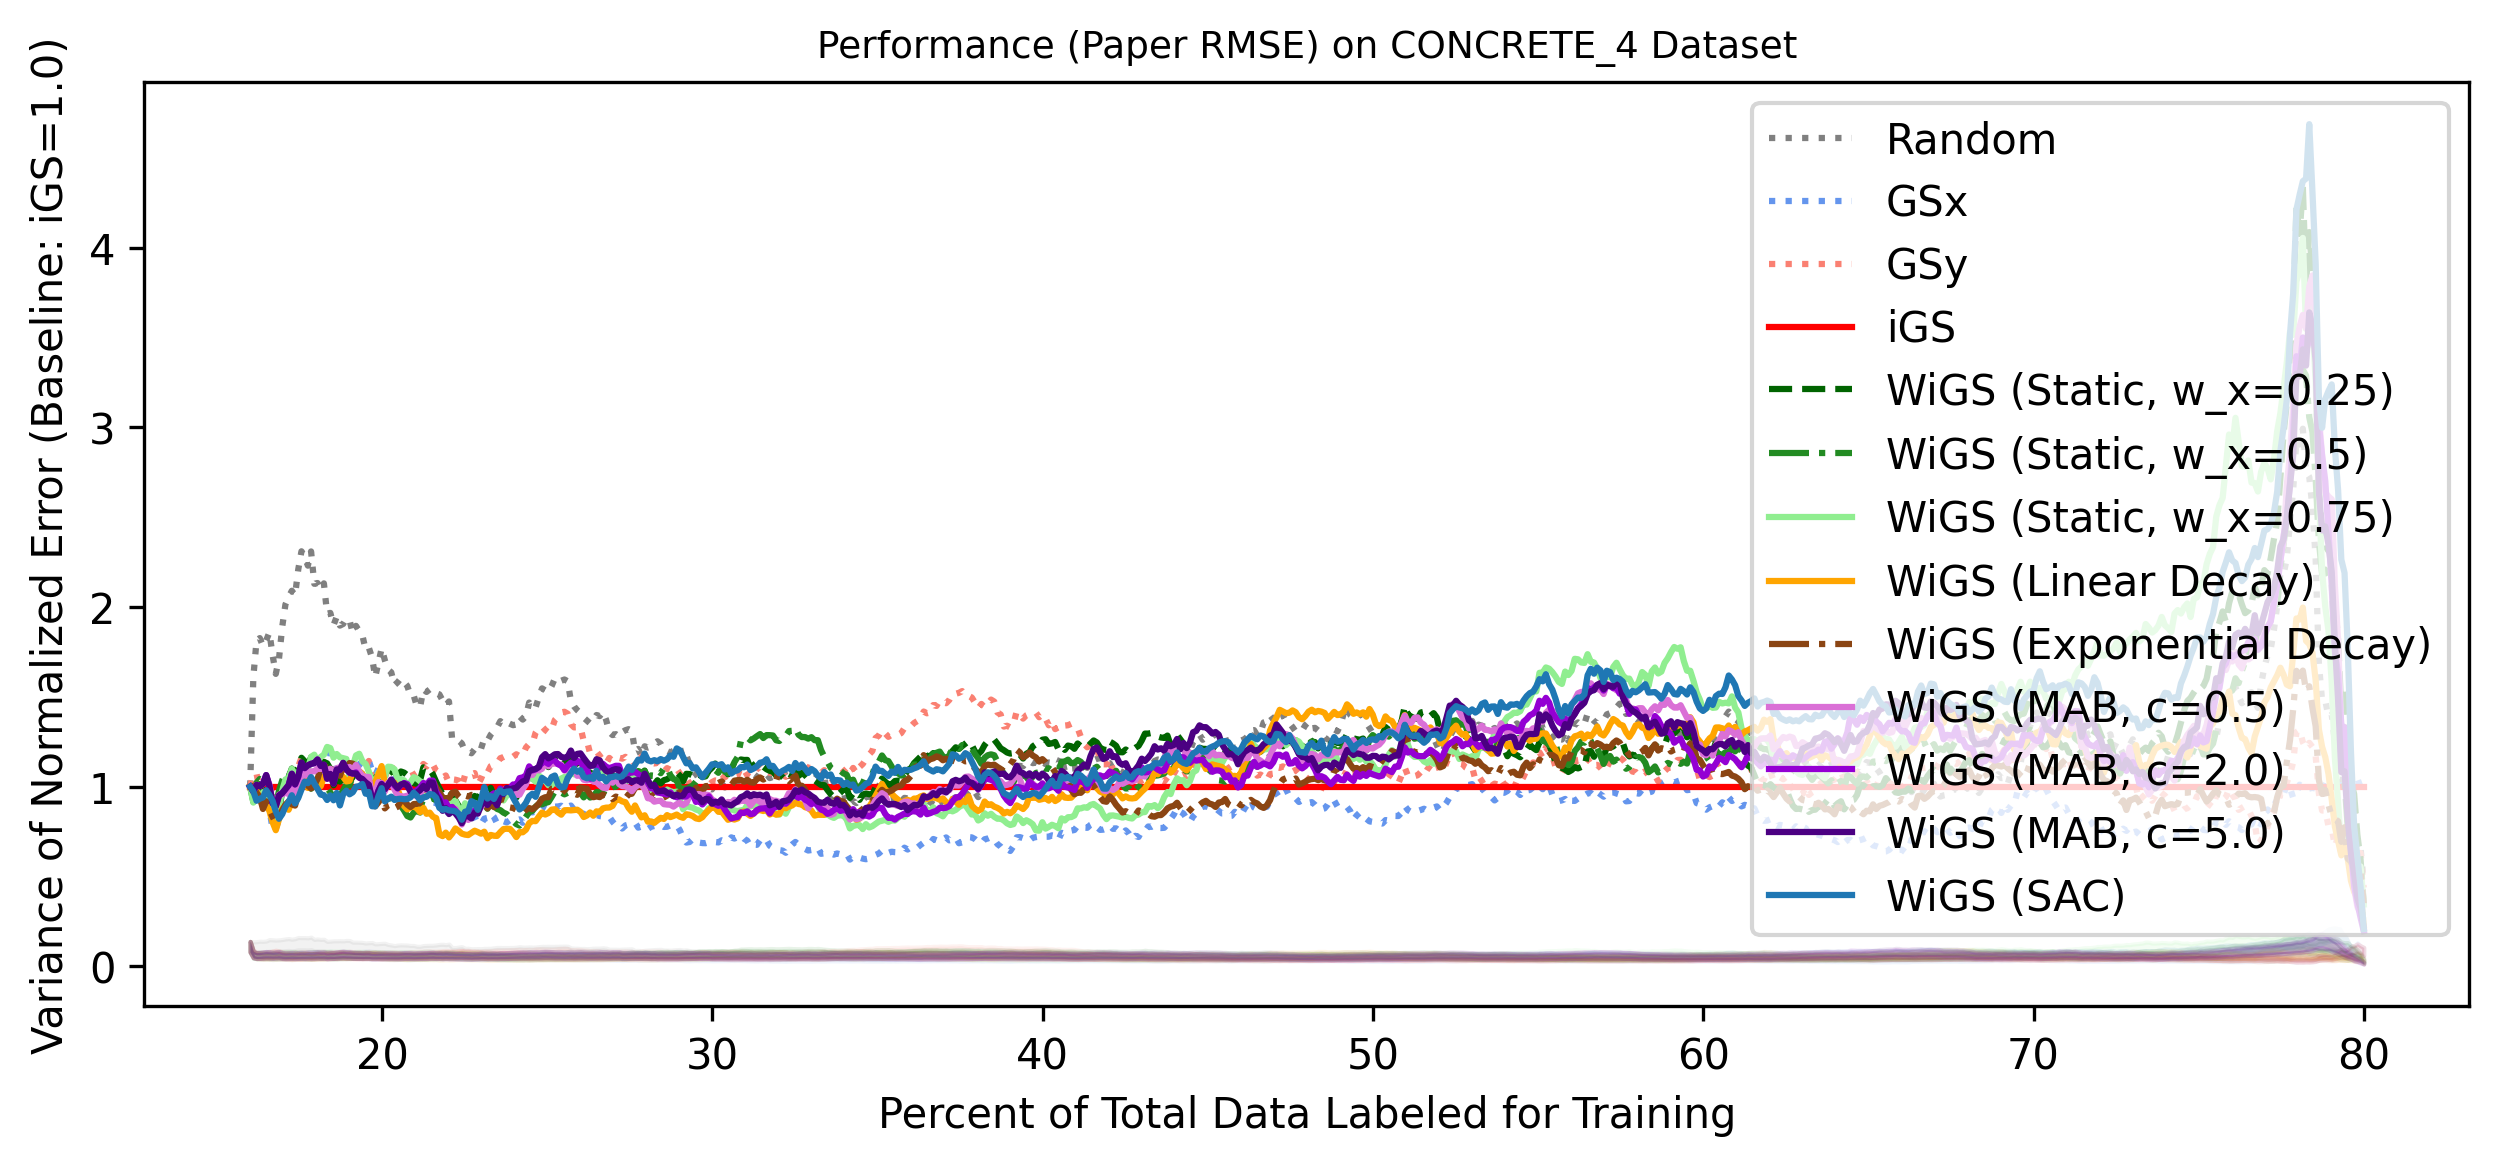 Performance (Paper RMSE) on CONCRETE_4 Dataset
Variance of Normalized Error (Baseline: iGS=1.0)
4
3
2
1
0
Random
GSx
GSy
iGS
WiGS (Static, w_x=0.25)
WiGS (Static, w_x=0.5)
WiGS (Static, w_x=0.75)
WiGS (Linear Decay)
WiGS (Exponential Decay)
WiGS (MAB, c=0.5)
WiGS (MAB, c=2.0)
WiGS (MAB, c=5.0)
WiGS (SAC)
20 30 40 50 60 70 80
Percent of Total Data Labeled for Training